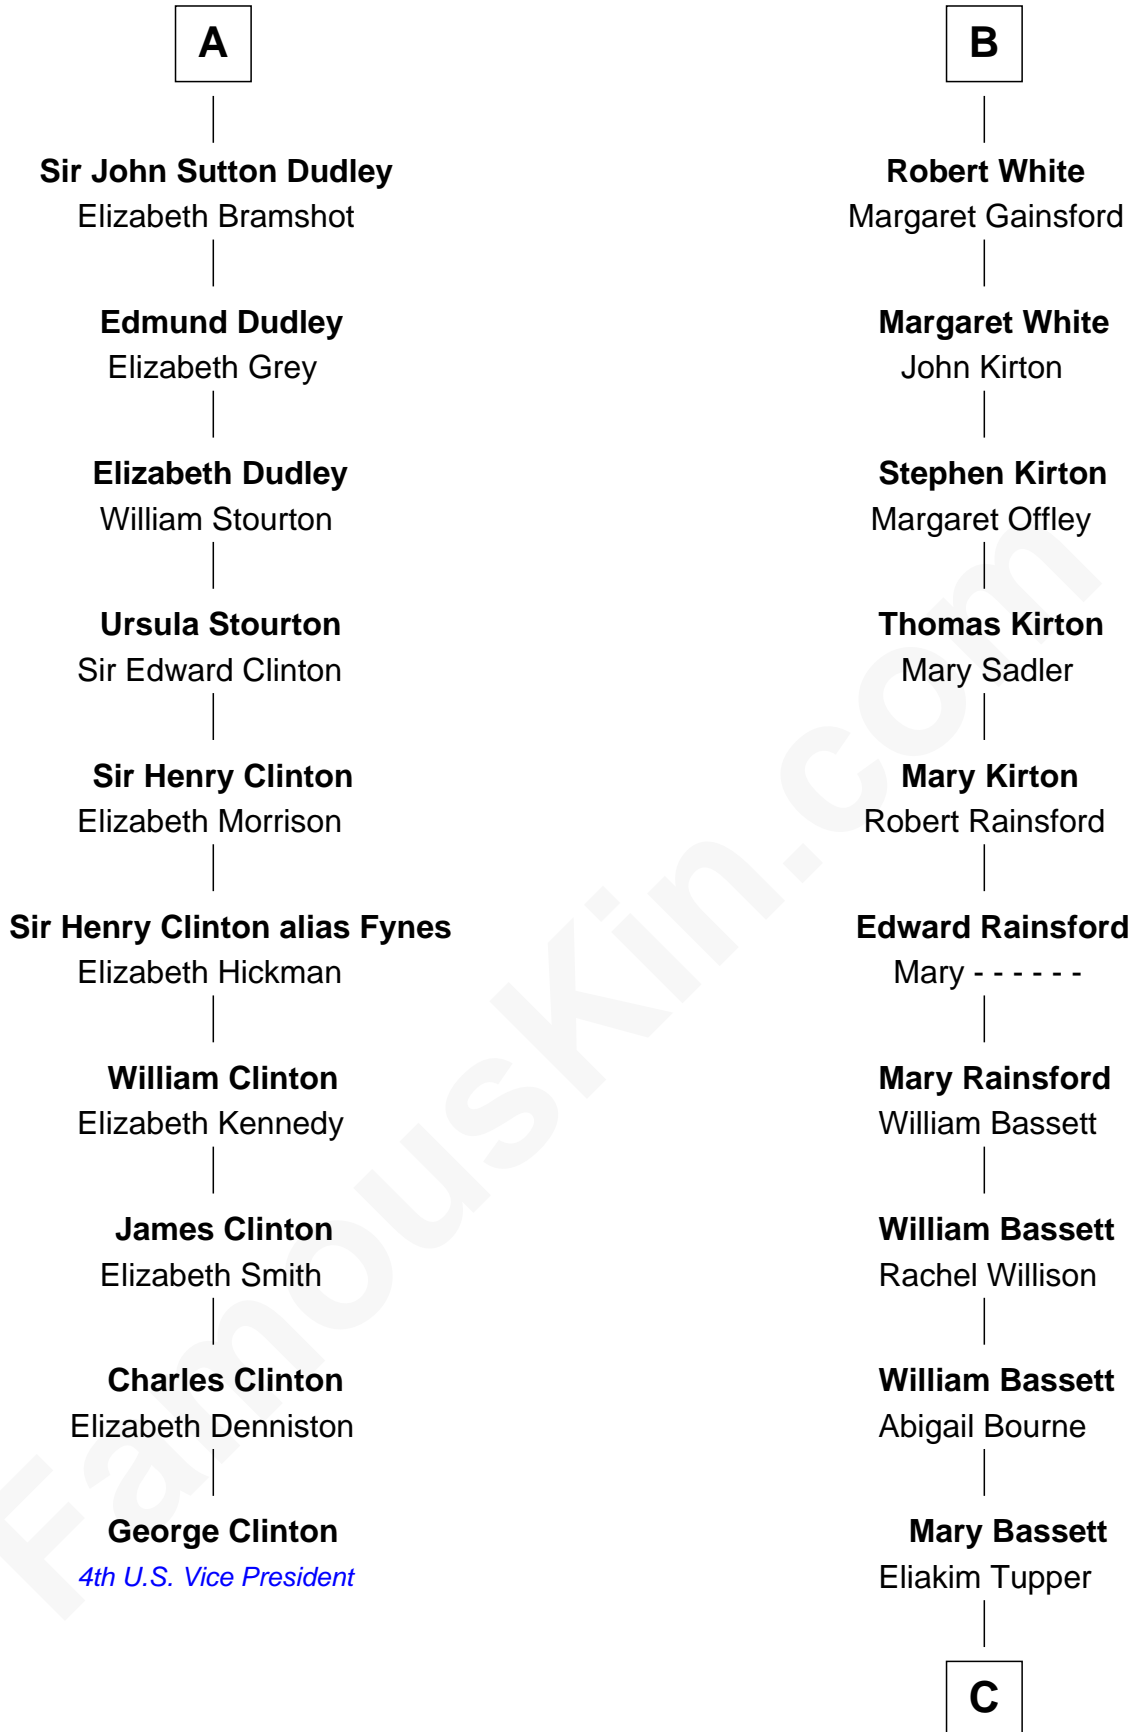 A
Sir John Sutton Dudley
Elizabeth Bramshot
Edmund Dudley
Elizabeth Grey
Elizabeth Dudley
William Stourton
Ursula Stourton
Sir Edward Clinton
Sir Henry Clinton
Elizabeth Morrison
Sir Henry Clinton alias Fynes
Elizabeth Hickman
William Clinton
Elizabeth Kennedy
James Clinton
Elizabeth Smith
Charles Clinton
Elizabeth Denniston
George Clinton
4th U.S. Vice President
B
Robert White
Margaret Gainsford
Margaret White
John Kirton
Stephen Kirton
Margaret Offley
Thomas Kirton
Mary Sadler
Mary Kirton
Robert Rainsford
Edward Rainsford
Mary - - - - - -
Mary Rainsford
William Bassett
William Bassett
Rachel Willison
William Bassett
Abigail Bourne
Mary Bassett
Eliakim Tupper
C
FamousKin.com